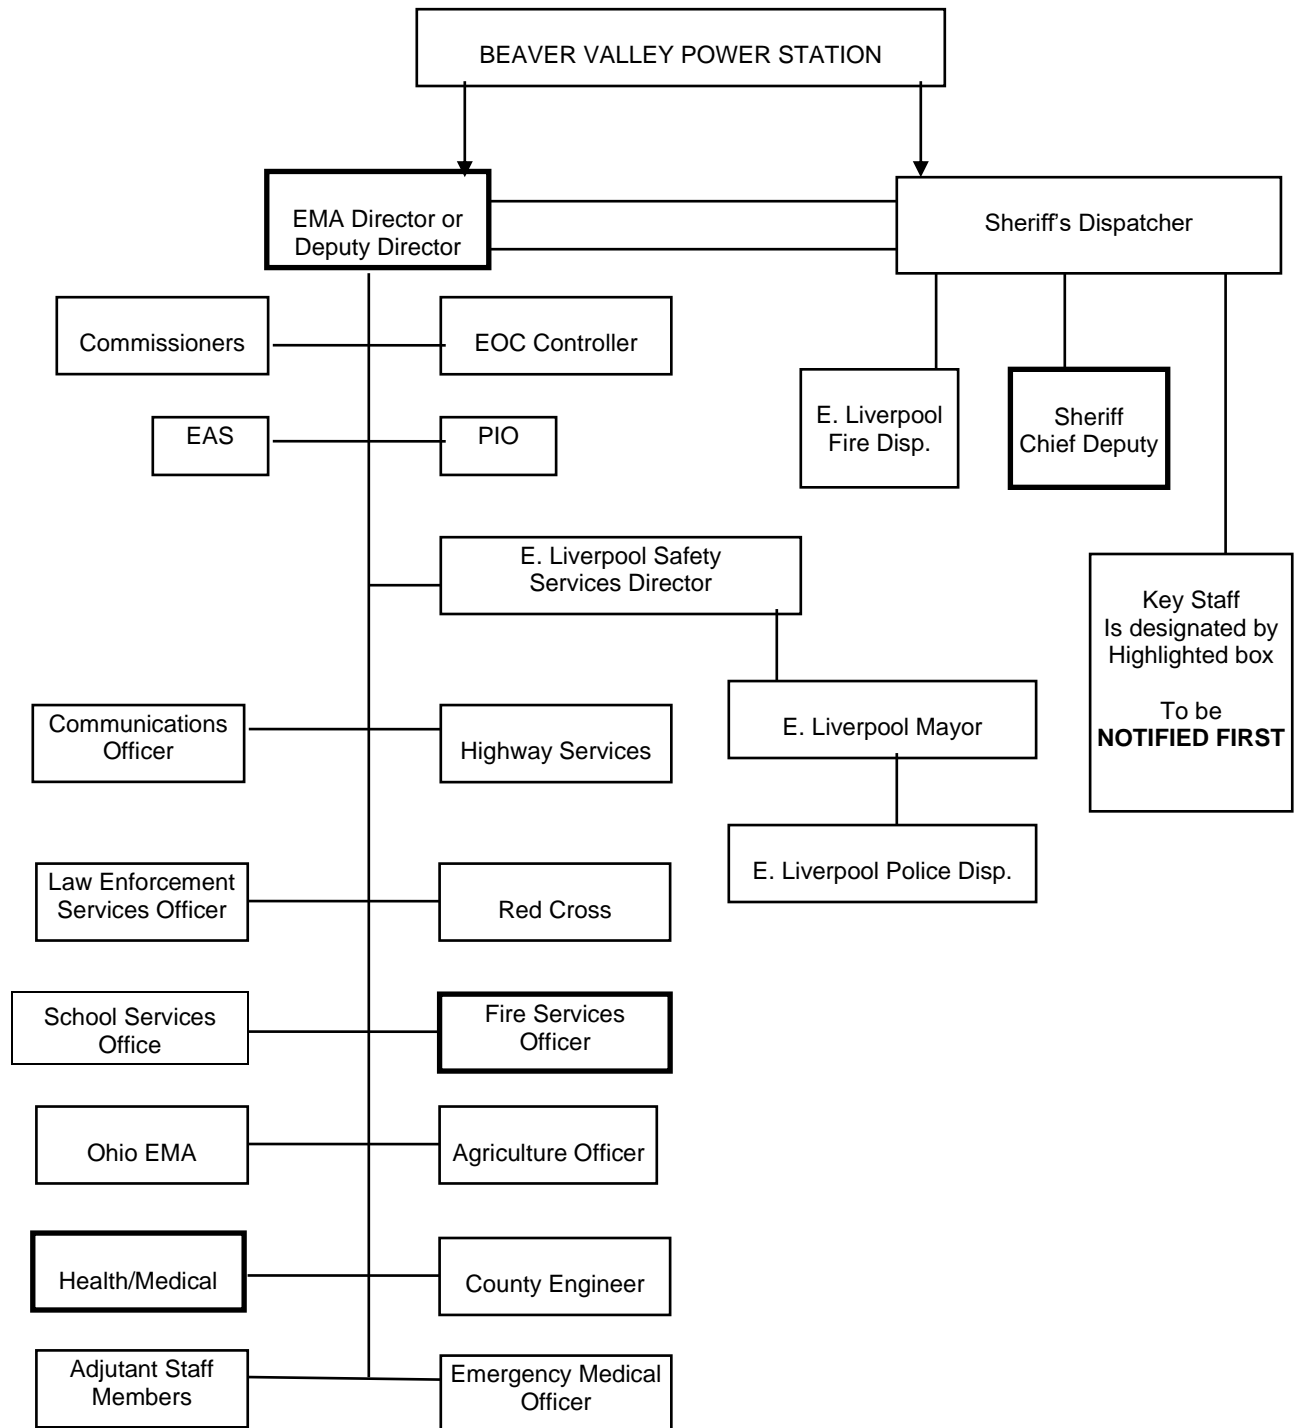 BEAVER VALLEY POWER STATION
EMA Director or
Deputy Director
Sheriff's Dispatcher
Commissioners
EOC Controller
E. Liverpool
Fire Disp.
Sheriff
Chief Deputy
EAS
PIO
E. Liverpool Safety
Services Director
Key Staff
Is designated by
Highlighted box
To be
NOTIFIED FIRST
Communications
Officer
Highway Services
E. Liverpool Mayor
E. Liverpool Police Disp.
Law Enforcement
Services Officer
Red Cross
School Services
Office
Fire Services
Officer
Ohio EMA
Agriculture Officer
Health/Medical
County Engineer
Adjutant Staff
Members
Emergency Medical
Officer